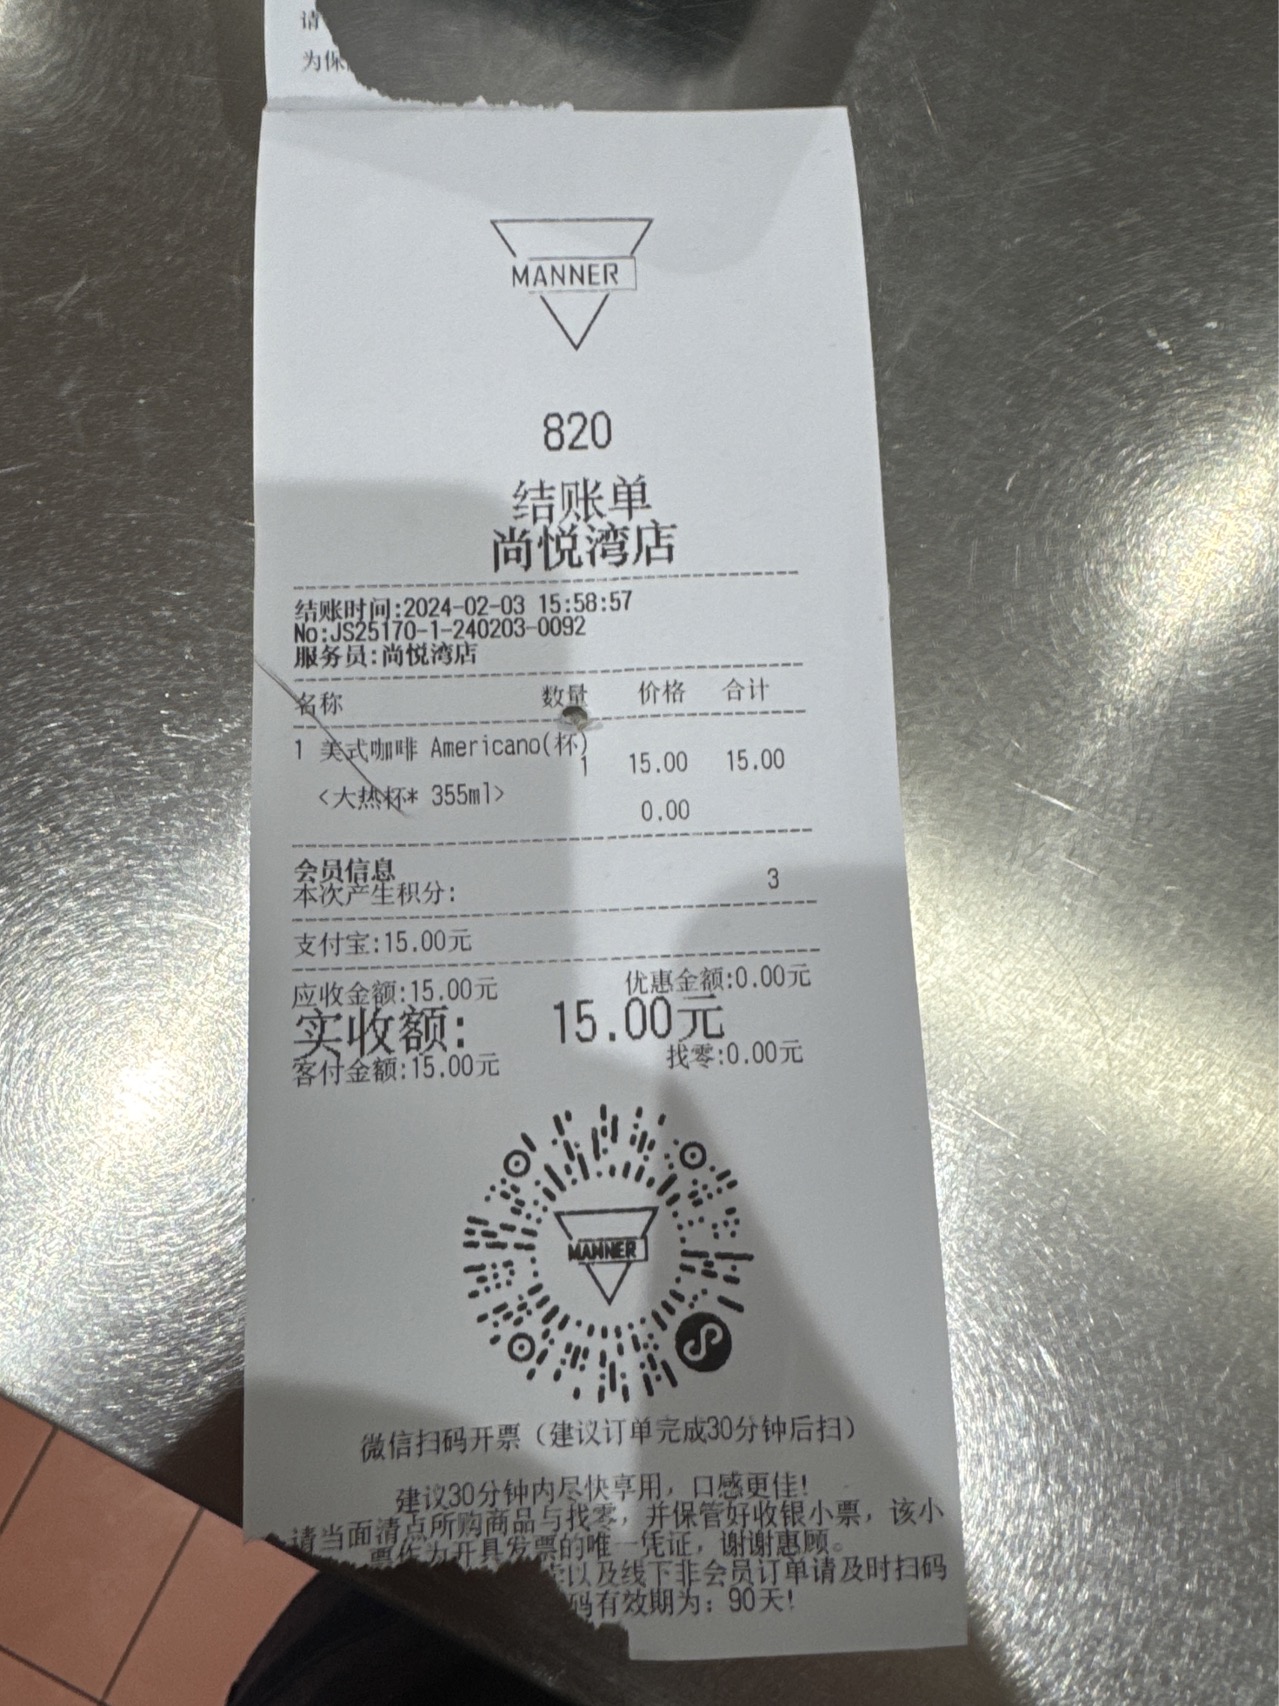 请
为保
MANNER
820
结账单
尚悦湾店
结账时间:2024-02-03 15:58:57
No:JS25170-1-240203-0092
服务员:尚悦湾店
名称 数量 价格 合计
1 美式咖啡 Americano(杯)
1 15.00 15.00
<大热杯* 355ml>
0.00
会员信息
本次产生积分: 3
支付宝:15.00元
应收金额:15.00元 优惠金额:0.00元
实收额: 15.00元
客付金额:15.00元 找零:0.00元
MANNER
微信扫码开票（建议订单完成30分钟后扫）
建议30分钟内尽快享用，口感更佳!
请当面清点所购商品与找零，并保管好收银小票，该小
票作为开具发票的唯一凭证，谢谢惠顾。
以及线下非会员订单请及时扫码
码有效期为：90天!